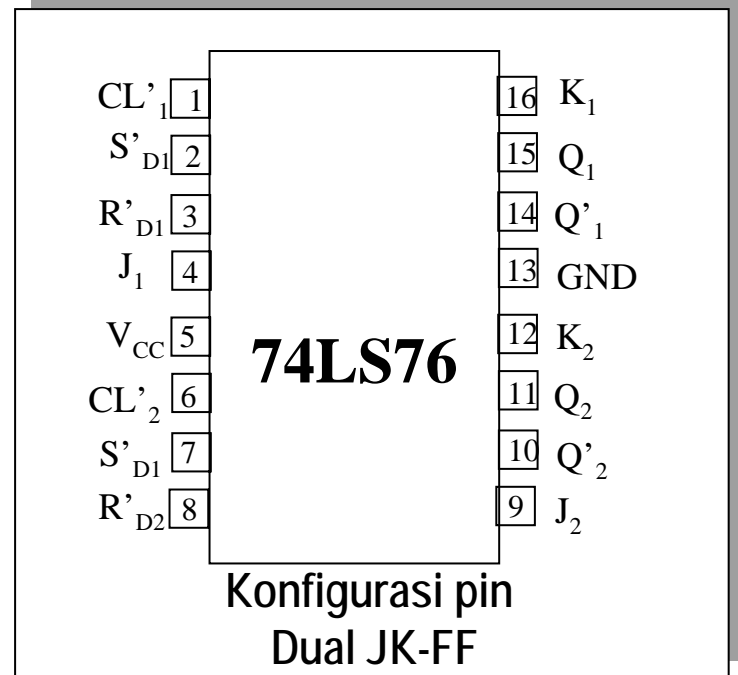 CL’1 1 16 K1
S’D1 2 15 Q1
R’D1 3 14 Q’1
J1 4 13 GND
VCC 5 12 K2
74LS76
CL’2 6 11 Q2
S’D1 7 10 Q’2
R’D2 8 9 J2
Konfigurasi pin
Dual JK-FF